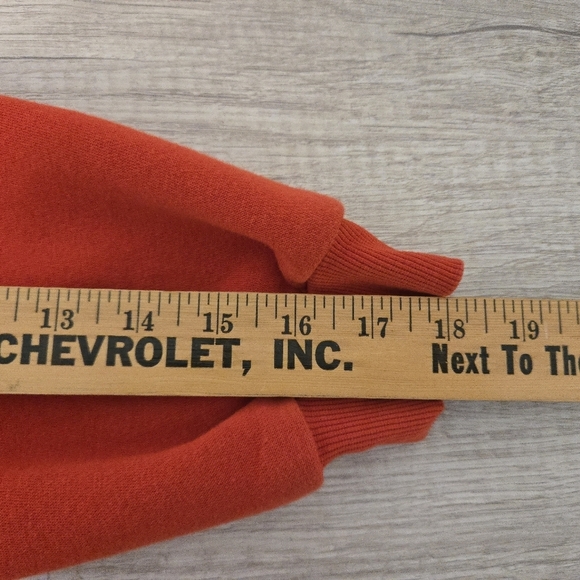 13 14 15 16 17 18 19
CHEVROLET, INC. Next To The